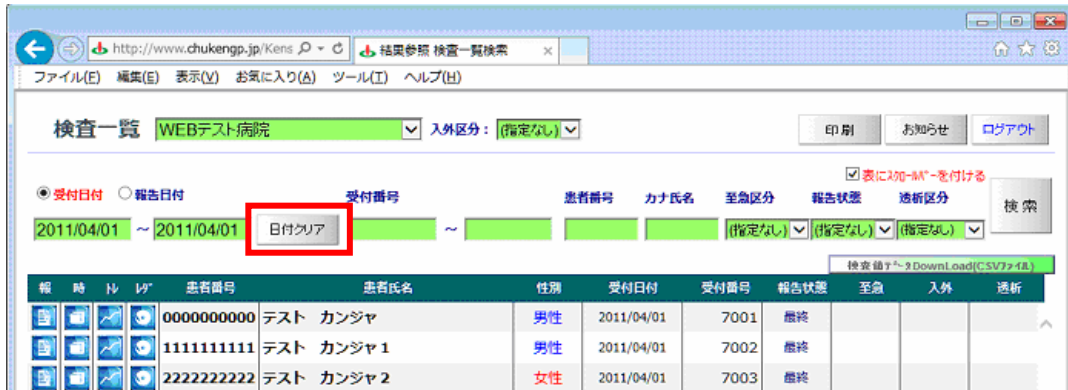 http://www.chukengp.jp/Kens
結果参照 検査一覧検索
ファイル(F) 編集(E) 表示(V) お気に入り(A) ツール(T) ヘルプ(H)
検査一覧 WEBテスト病院 入外区分： (指定なし) 印刷 お知らせ ログアウト
表にスクロールバーを付ける
受付日付 報告日付 受付番号 患者番号 カナ氏名 至急区分 報告状態 透析区分 検索
2011/04/01 ～ 2011/04/01 日付クリア ～ (指定なし) (指定なし) (指定なし)
検査値データDownLoad(CSVファイル)
報 時 トレ レダ 患者番号 患者氏名 性別 受付日付 受付番号 報告状態 至急 入外 透析
0000000000 テスト カンジャ 男性 2011/04/01 7001 最終
1111111111 テスト カンジャ1 男性 2011/04/01 7002 最終
2222222222 テスト カンジャ2 女性 2011/04/01 7003 最終